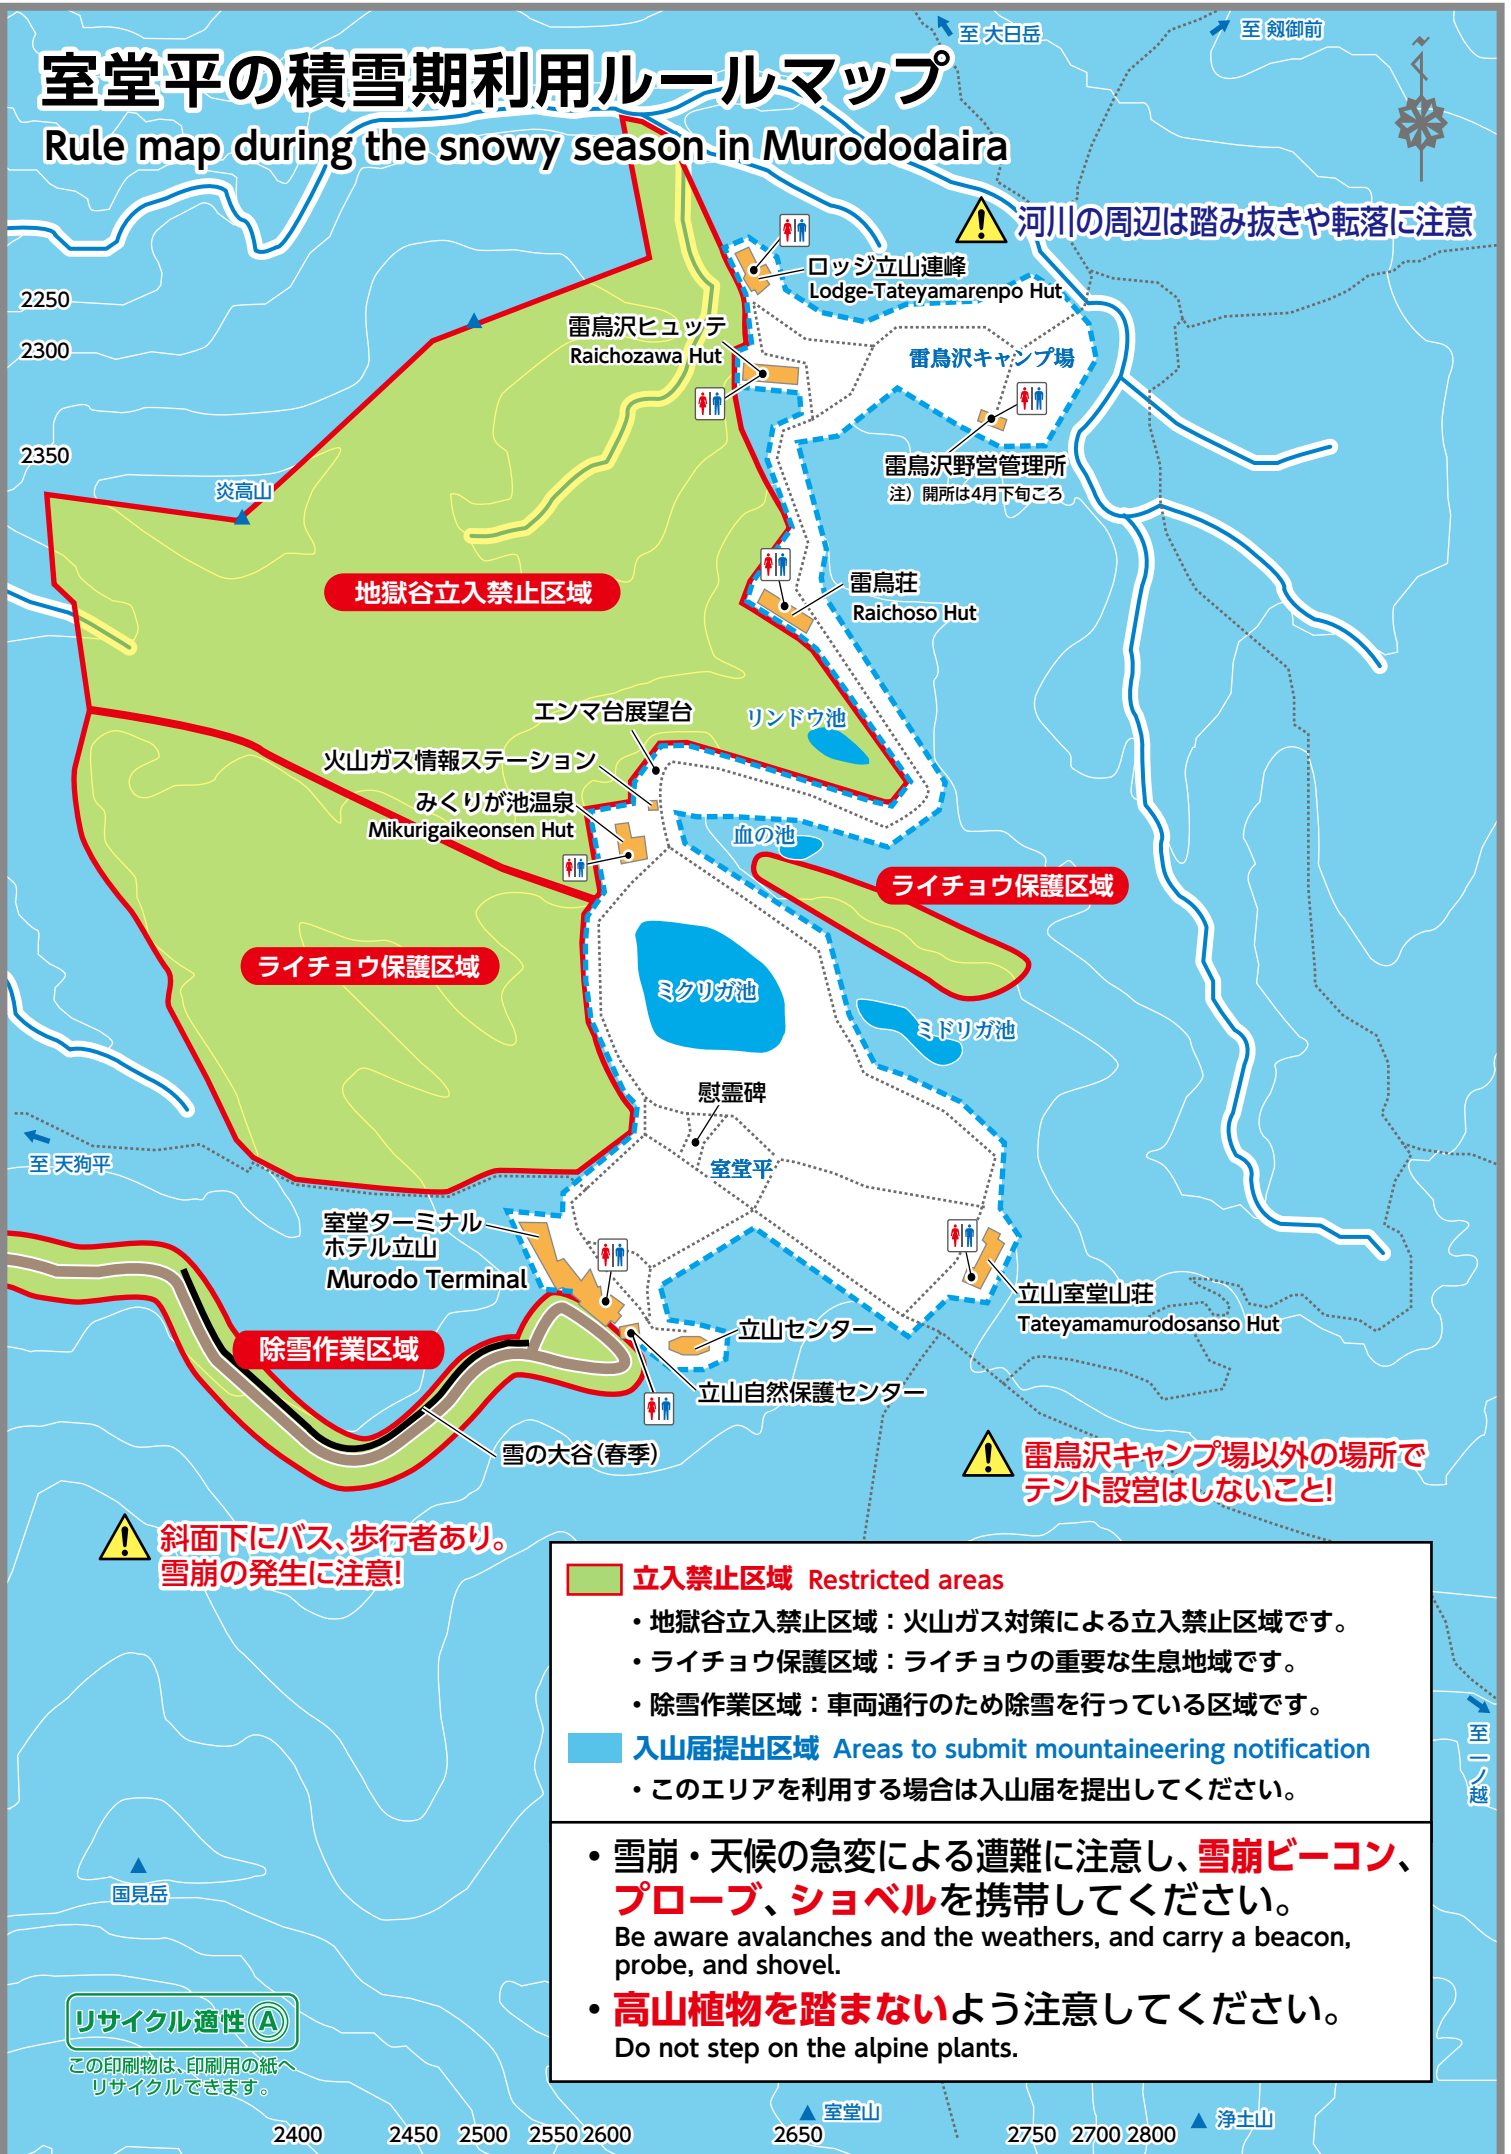 室堂平の積雪期利用ルールマップ
Rule map during the snowy season in Murododaira
至 大日岳
至 剱御前
河川の周辺は踏み抜きや転落に注意
ロッジ立山連峰
Lodge-Tateyamarenpo Hut
2250
2300
2350
雷鳥沢ヒュッテ
Raichozawa Hut
雷鳥沢キャンプ場
雷鳥沢野営管理所
注）開所は4月下旬ころ
炎高山
地獄谷立入禁止区域
雷鳥荘
Raichoso Hut
エンマ台展望台
リンドウ池
火山ガス情報ステーション
みくりが池温泉
Mikurigaikeonsen Hut
血の池
ライチョウ保護区域
ライチョウ保護区域
ミクリガ池
ミドリガ池
慰霊碑
室堂平
至 天狗平
室堂ターミナル
ホテル立山
Murodo Terminal
立山室堂山荘
Tateyamamurodosanso Hut
除雪作業区域
立山センター
立山自然保護センター
雪の大谷（春季）
雷鳥沢キャンプ場以外の場所で
テント設営はしないこと!
斜面下にバス、歩行者あり。
雪崩の発生に注意!
立入禁止区域 Restricted areas
・地獄谷立入禁止区域：火山ガス対策による立入禁止区域です。
・ライチョウ保護区域：ライチョウの重要な生息地域です。
・除雪作業区域：車両通行のため除雪を行っている区域です。
入山届提出区域 Areas to submit mountaineering notification
・このエリアを利用する場合は入山届を提出してください。
至 一ノ越
・雪崩・天候の急変による遭難に注意し、雪崩ビーコン、
プローブ、ショベルを携帯してください。
Be aware avalanches and the weathers, and carry a beacon,
probe, and shovel.
・高山植物を踏まないよう注意してください。
Do not step on the alpine plants.
国見岳
リサイクル適性Ⓐ
この印刷物は、印刷用の紙へ
リサイクルできます。
室堂山
浄土山
2400 2450 2500 2550 2600 2650 2750 2700 2800